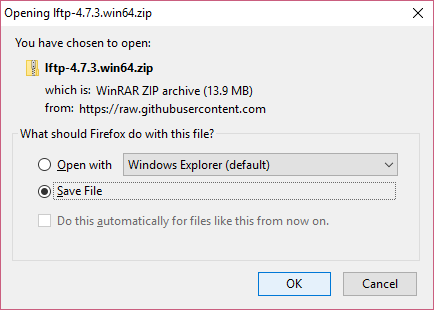 Opening lftp-4.7.3.win64.zip
You have chosen to open:
lftp-4.7.3.win64.zip
which is: WinRAR ZIP archive (13.9 MB)
from: https://raw.githubusercontent.com
What should Firefox do with this file?
Open with Windows Explorer (default)
Save File
Do this automatically for files like this from now on.
OK Cancel